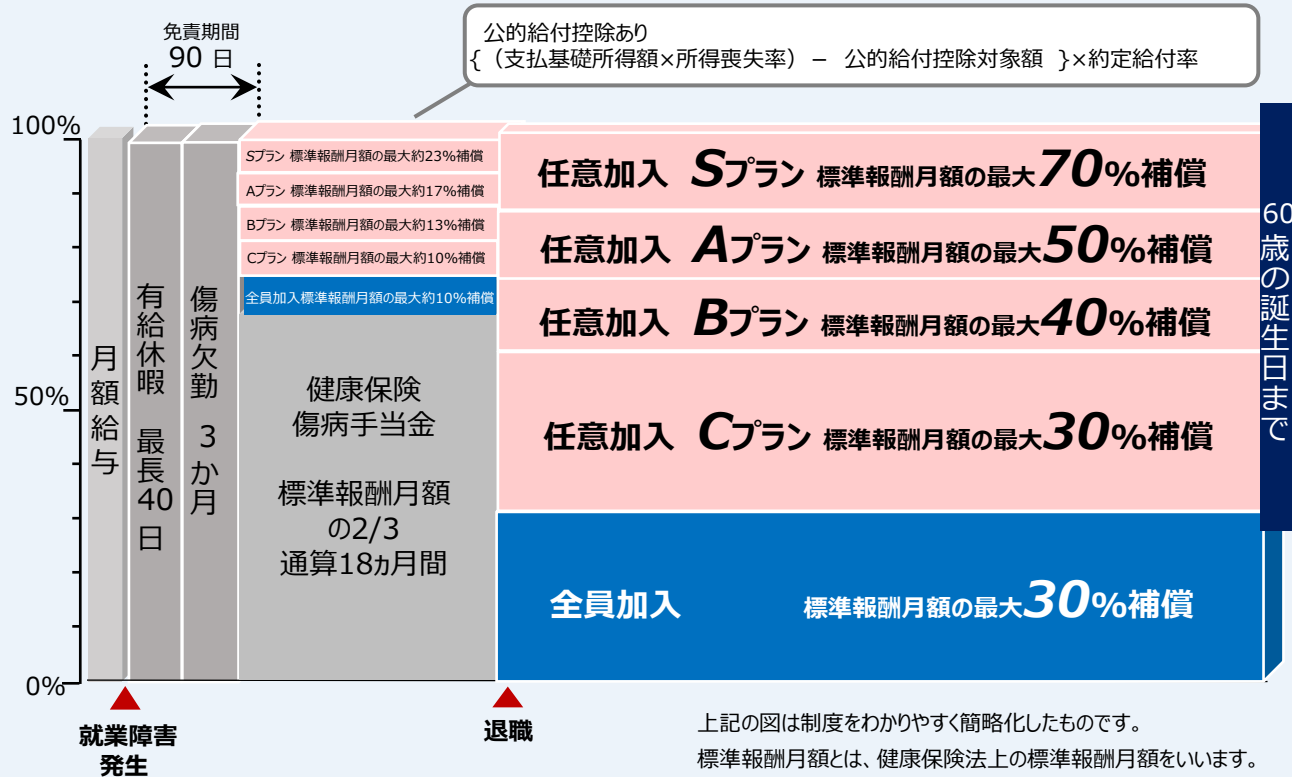 免責期間
90 日
公的給付控除あり
{（支払基礎所得額×所得喪失率）－ 公的給付控除対象額 }×約定給付率
100%
50%
0%
月額給与
有給休暇 最長40日
傷病欠勤 3か月
Sプラン 標準報酬月額の最大約23%補償
Aプラン 標準報酬月額の最大約17%補償
Bプラン 標準報酬月額の最大約13%補償
Cプラン 標準報酬月額の最大約10%補償
全員加入標準報酬月額の最大約10%補償
健康保険
傷病手当金
標準報酬月額
の2/3
通算18ヵ月間
任意加入 Sプラン 標準報酬月額の最大70%補償
任意加入 Aプラン 標準報酬月額の最大50%補償
任意加入 Bプラン 標準報酬月額の最大40%補償
任意加入 Cプラン 標準報酬月額の最大30%補償
全員加入 標準報酬月額の最大30%補償
60歳の誕生日まで
就業障害
発生
退職
上記の図は制度をわかりやすく簡略化したものです。
標準報酬月額とは、健康保険法上の標準報酬月額をいいます。